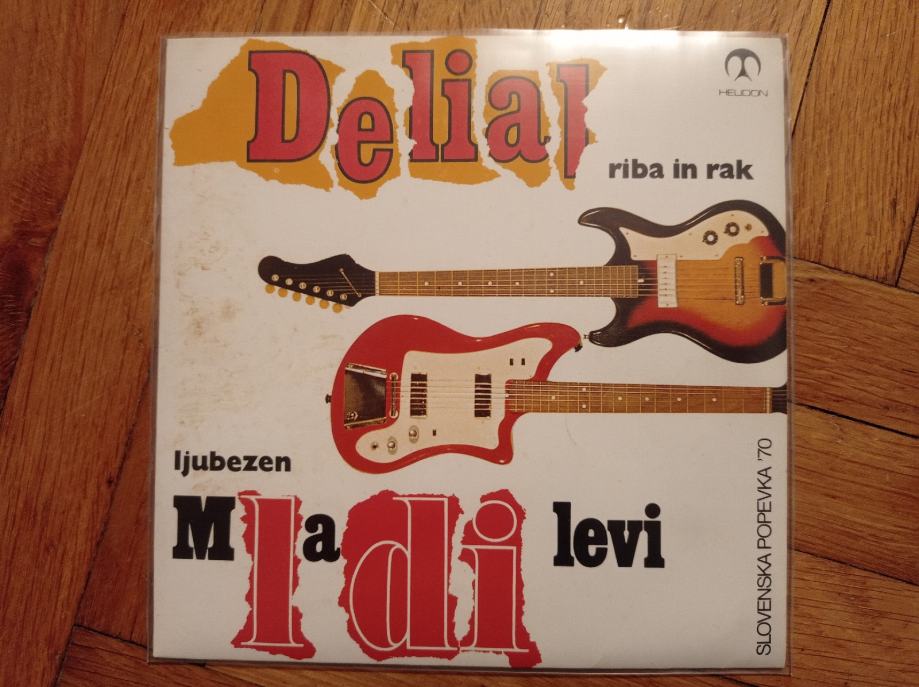 Delial
HELIDON
riba in rak
ljubezen
Mladi levi
SLOVENSKA POPEVKA '70